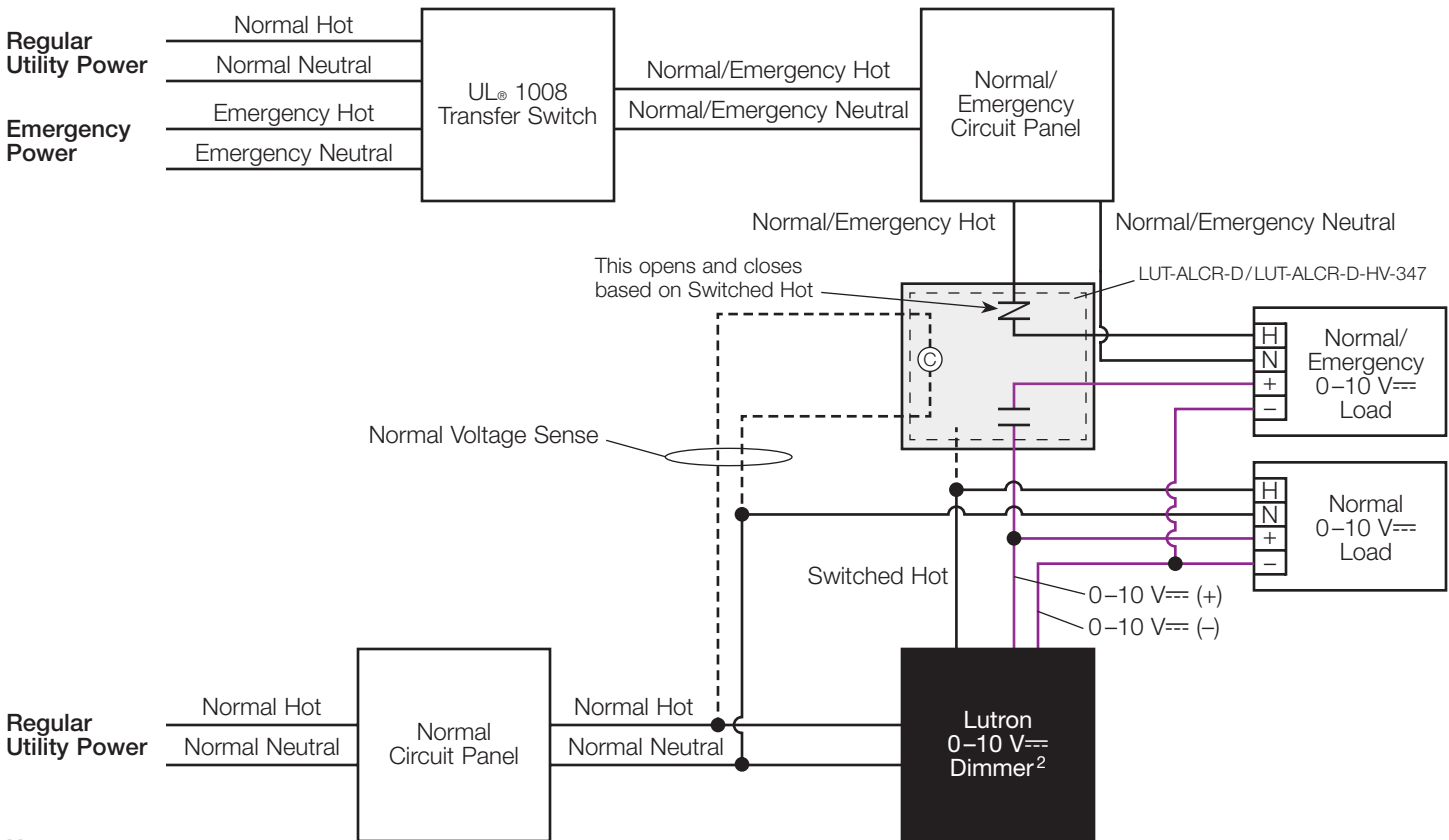 Regular
Utility Power
Normal Hot
Normal Neutral
Emergency
Power
Emergency Hot
Emergency Neutral
UL® 1008
Transfer Switch
Normal/Emergency Hot
Normal/Emergency Neutral
Normal/
Emergency
Circuit Panel
Normal/Emergency Hot
Normal/Emergency Neutral
This opens and closes
based on Switched Hot
LUT-ALCR-D/LUT-ALCR-D-HV-347
C
H
N
+
–
Normal/
Emergency
0–10 V⎓
Load
Normal Voltage Sense
H
N
+
–
Normal
0–10 V⎓
Load
Switched Hot
0–10 V⎓ (+)
0–10 V⎓ (–)
Regular
Utility Power
Normal Hot
Normal Neutral
Normal
Circuit Panel
Normal Hot
Normal Neutral
Lutron
0–10 V⎓
Dimmer²